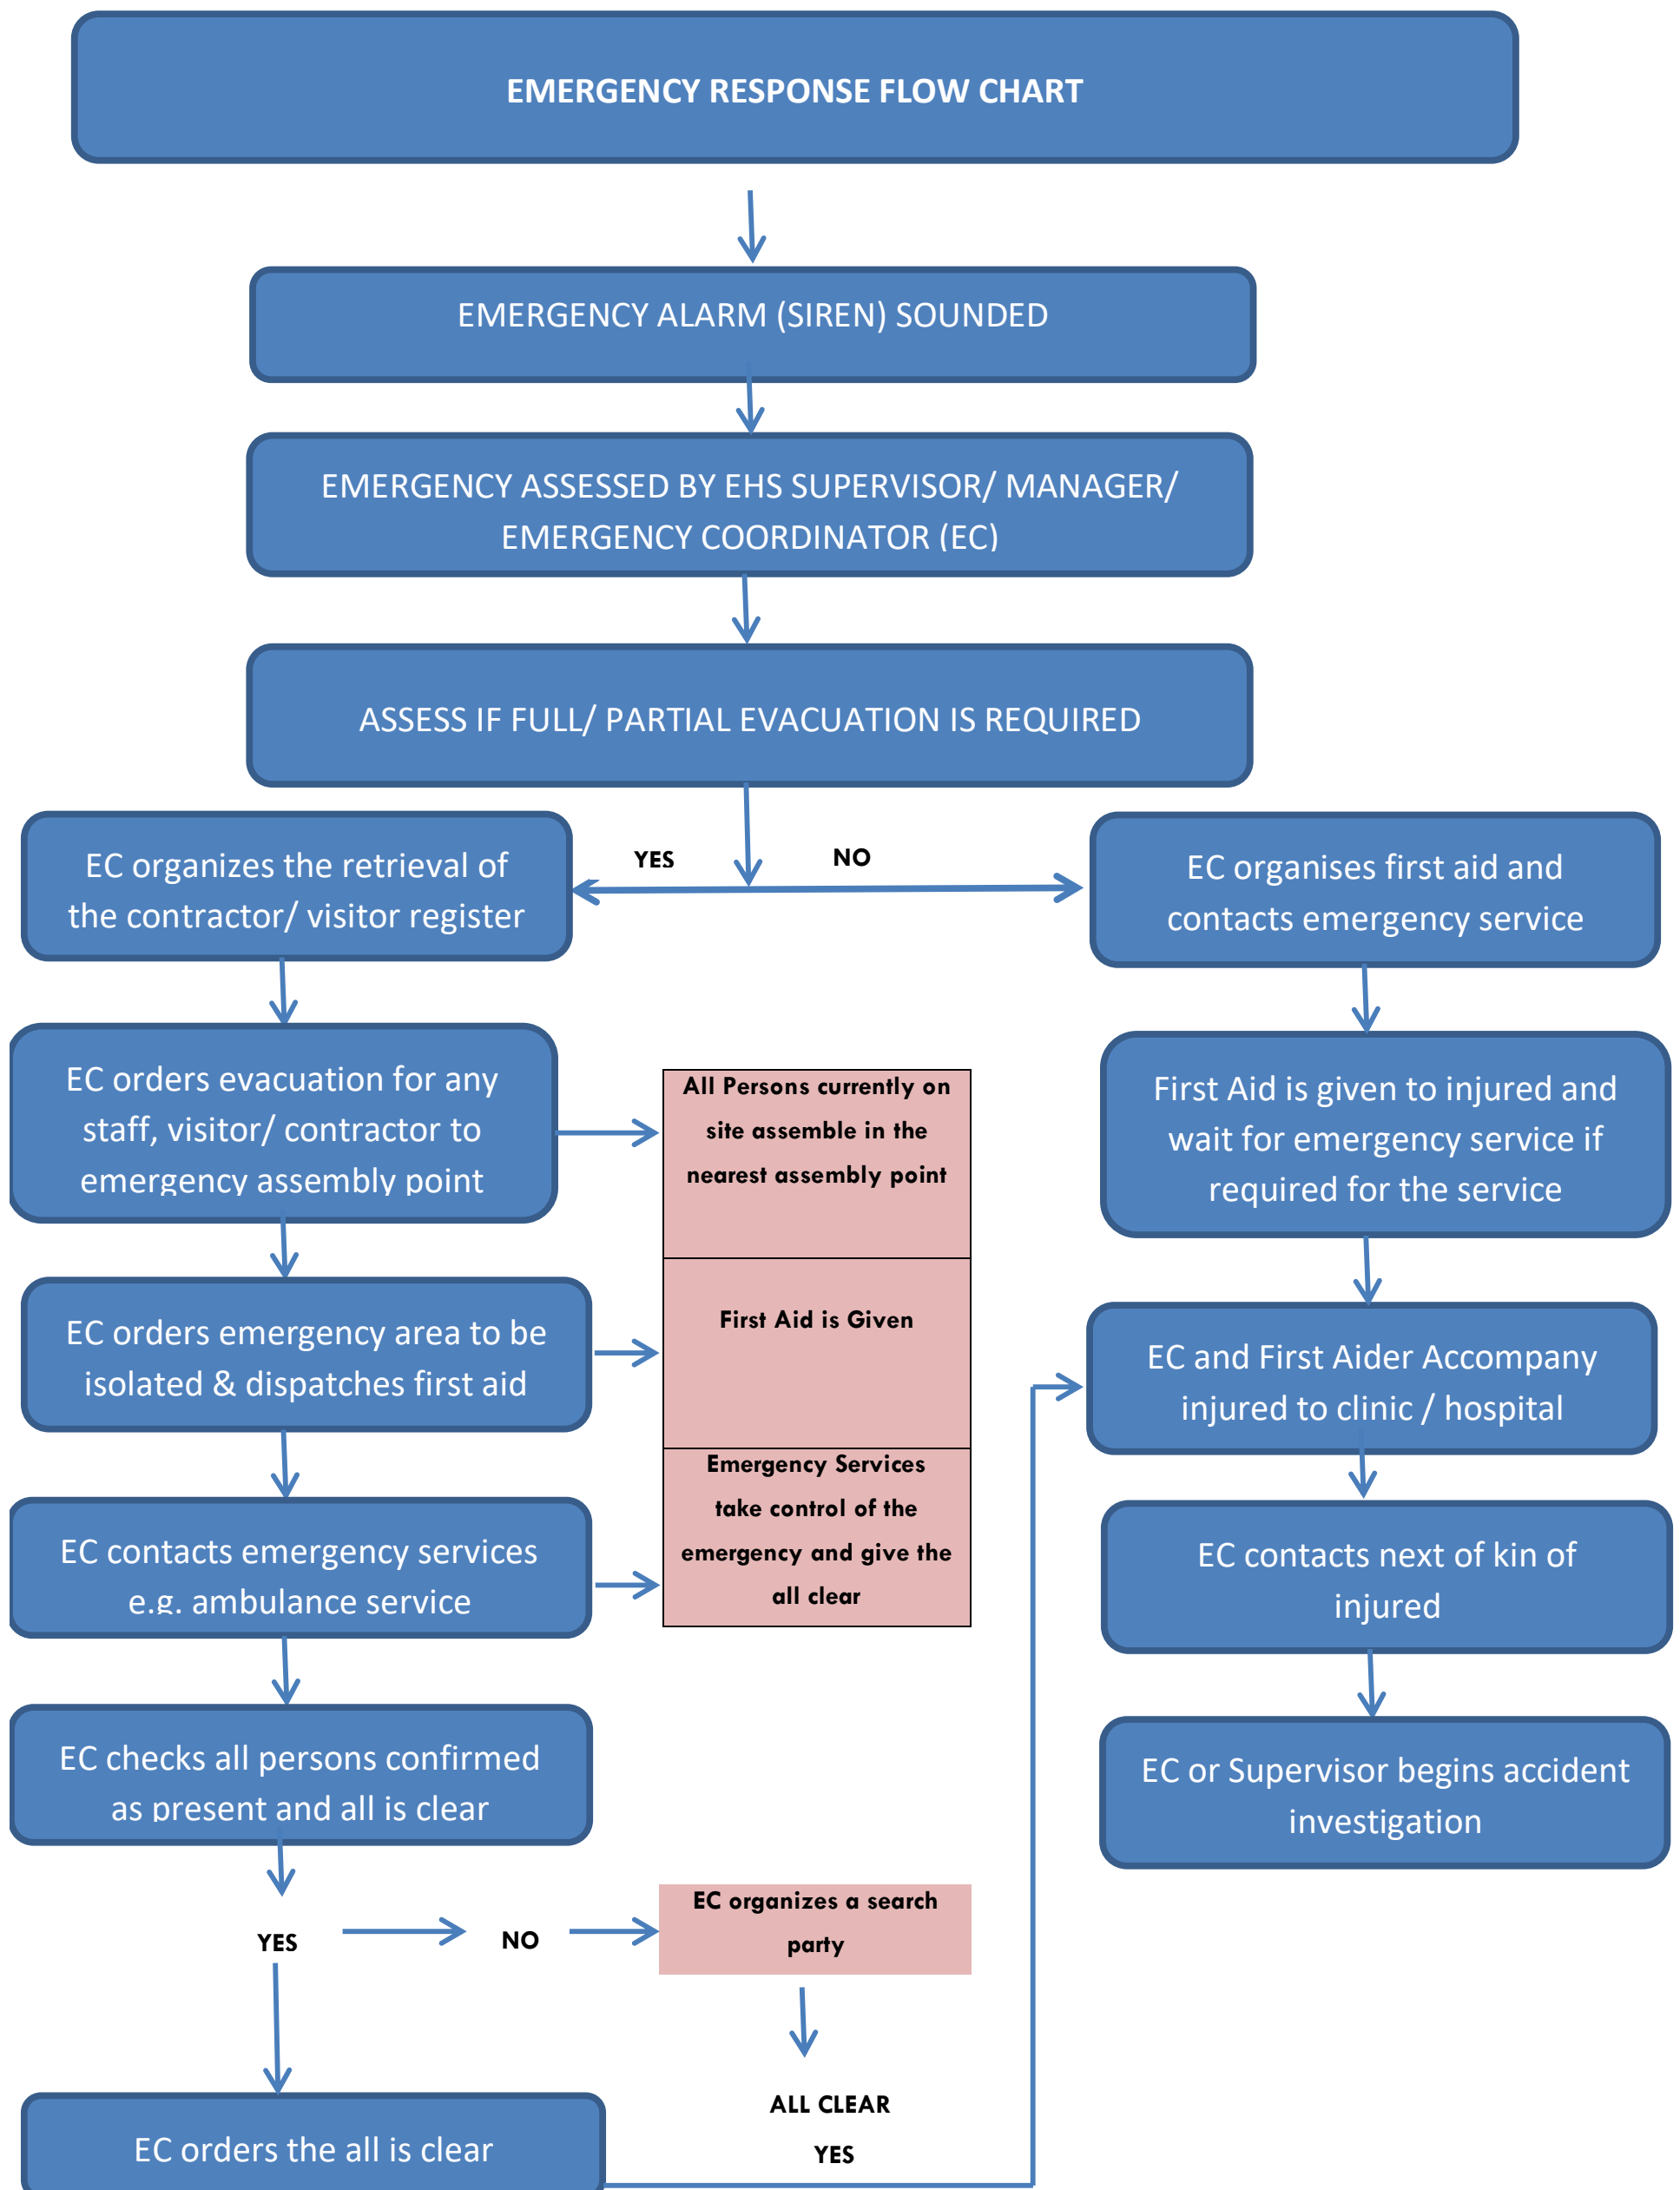 EMERGENCY RESPONSE FLOW CHART
EMERGENCY ALARM (SIREN) SOUNDED
EMERGENCY ASSESSED BY EHS SUPERVISOR/ MANAGER/
EMERGENCY COORDINATOR (EC)
ASSESS IF FULL/ PARTIAL EVACUATION IS REQUIRED
YES
NO
EC organizes the retrieval of
the contractor/ visitor register
EC orders evacuation for any
staff, visitor/ contractor to
emergency assembly point
All Persons currently on
site assemble in the
nearest assembly point
EC orders emergency area to be
isolated & dispatches first aid
First Aid is Given
EC contacts emergency services
e.g. ambulance service
Emergency Services
take control of the
emergency and give the
all clear
EC checks all persons confirmed
as present and all is clear
YES
NO
EC organizes a search
party
ALL CLEAR
YES
EC orders the all is clear
EC organises first aid and
contacts emergency service
First Aid is given to injured and
wait for emergency service if
required for the service
EC and First Aider Accompany
injured to clinic / hospital
EC contacts next of kin of
injured
EC or Supervisor begins accident
investigation